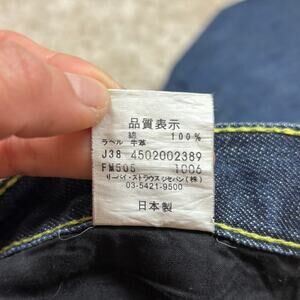 品質表示
綿 100%
ラベル 牛革
J38 4502002389
FM505 1006
リーバイ・ストラウス ジャパン(株)
03-5421-9500
日本製